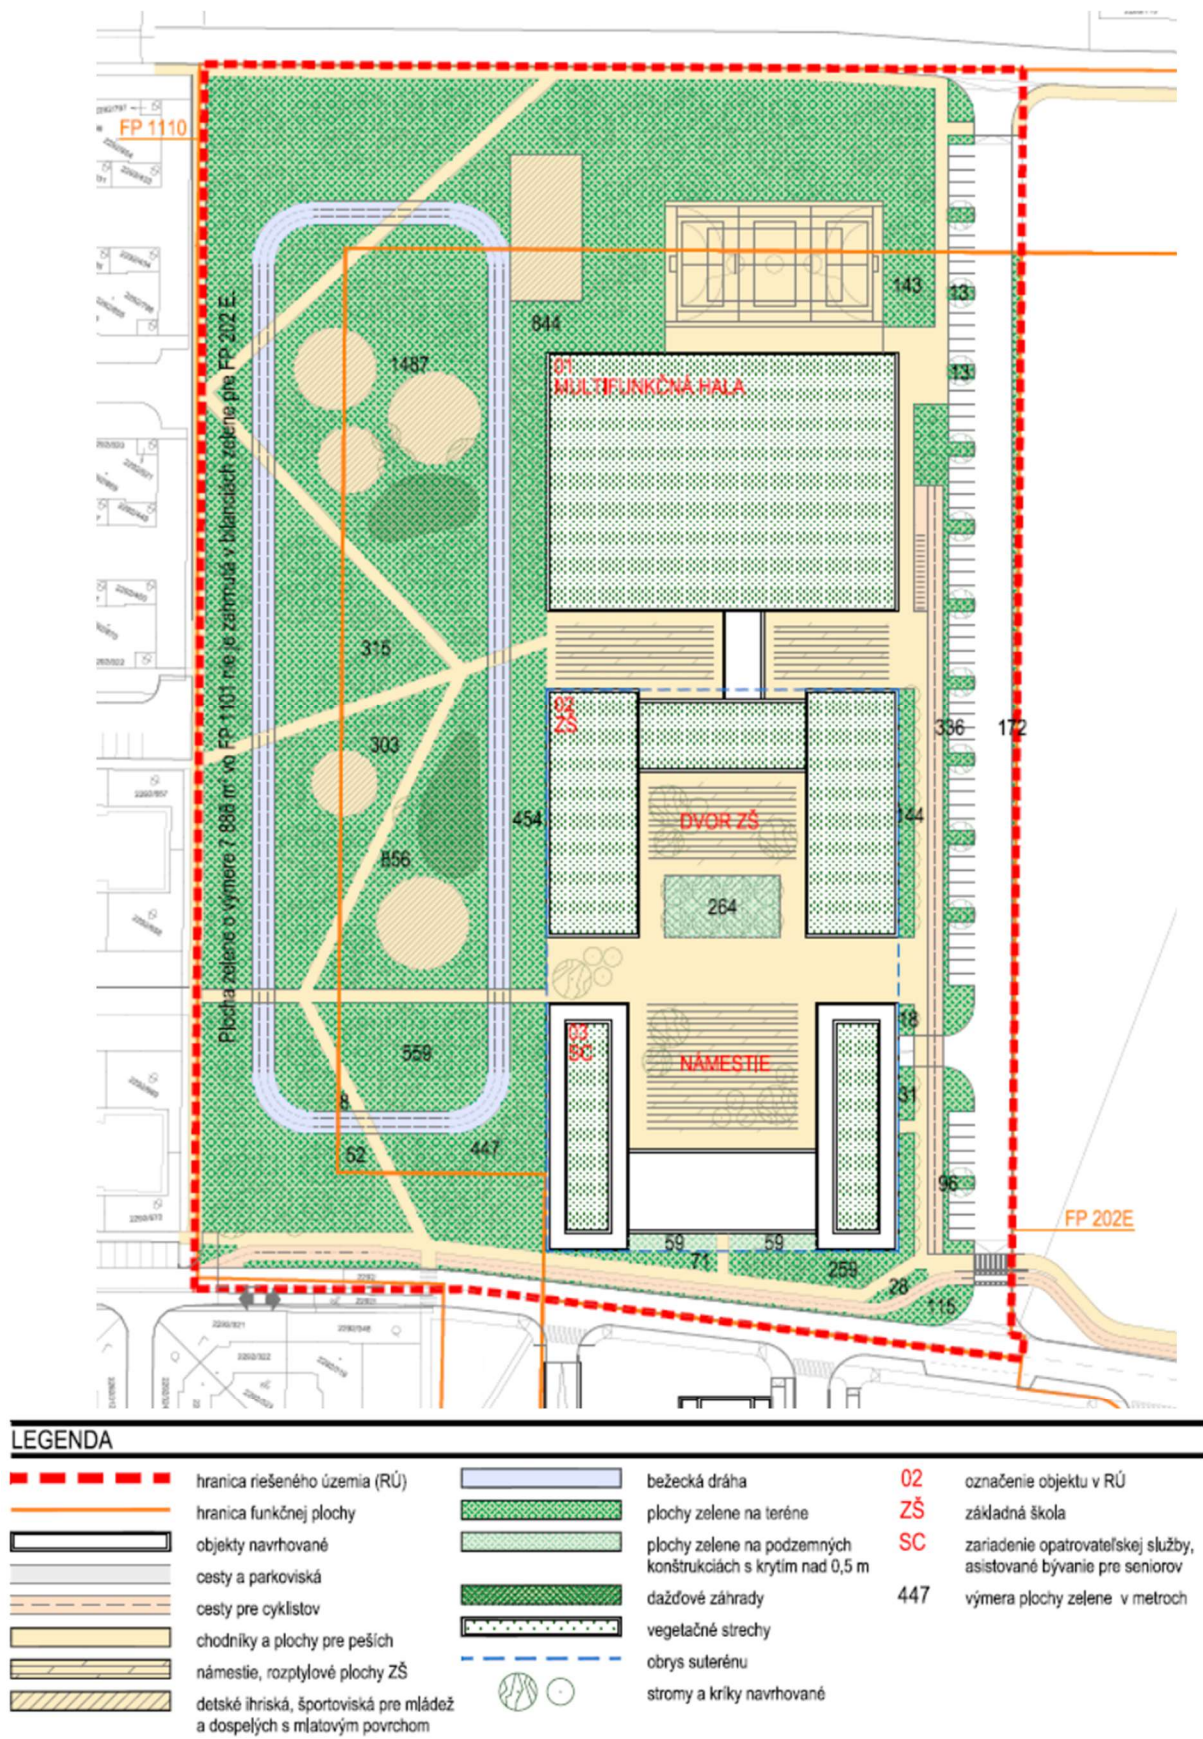 FP 1110
Plocha zelene o výmere 7 888 m² vo FP 1101 nie je zahrnutá v bilanciách zelene pre FP 202 E.
143
13
844
1487
01
MULTIFUNKČNÁ HALA
13
315
02
ZŠ
303
336
172
454
DVOR ZŠ
144
856
264
18
03
SC
559
NÁMESTIE
8
31
52
447
96
FP 202E
59
59
71
259
28
115
LEGENDA
hranica riešeného územia (RÚ)
hranica funkčnej plochy
objekty navrhované
cesty a parkoviská
cesty pre cyklistov
chodníky a plochy pre peších
námestie, rozptylové plochy ZŠ
detské ihriská, športoviská pre mládež
a dospelých s mlatovým povrchom
bežecká dráha
plochy zelene na teréne
plochy zelene na podzemných
konštrukciách s krytím nad 0,5 m
dažďové záhrady
vegetačné strechy
obrys suterénu
stromy a kríky navrhované
02 označenie objektu v RÚ
ZŠ základná škola
SC zariadenie opatrovateľskej služby,
asistované bývanie pre seniorov
447 výmera plochy zelene v metroch